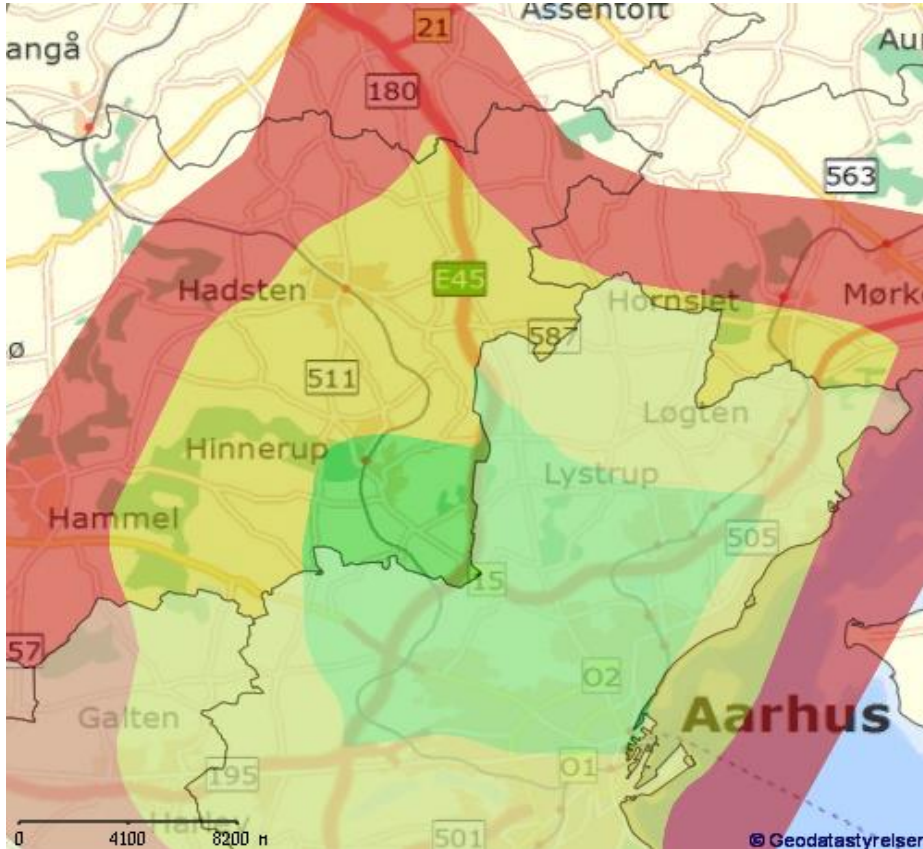 Assentoft
21
angå
Au
180
563
Hadsten
E45
Hornslet
Mørk
ø
587
511
Løgten
Hinnerup
Lystrup
Hammel
505
15
57
O2
Galten
Aarhus
195
O1
Harlev
501
0 4100 8200 м
© Geodatastyrelsen